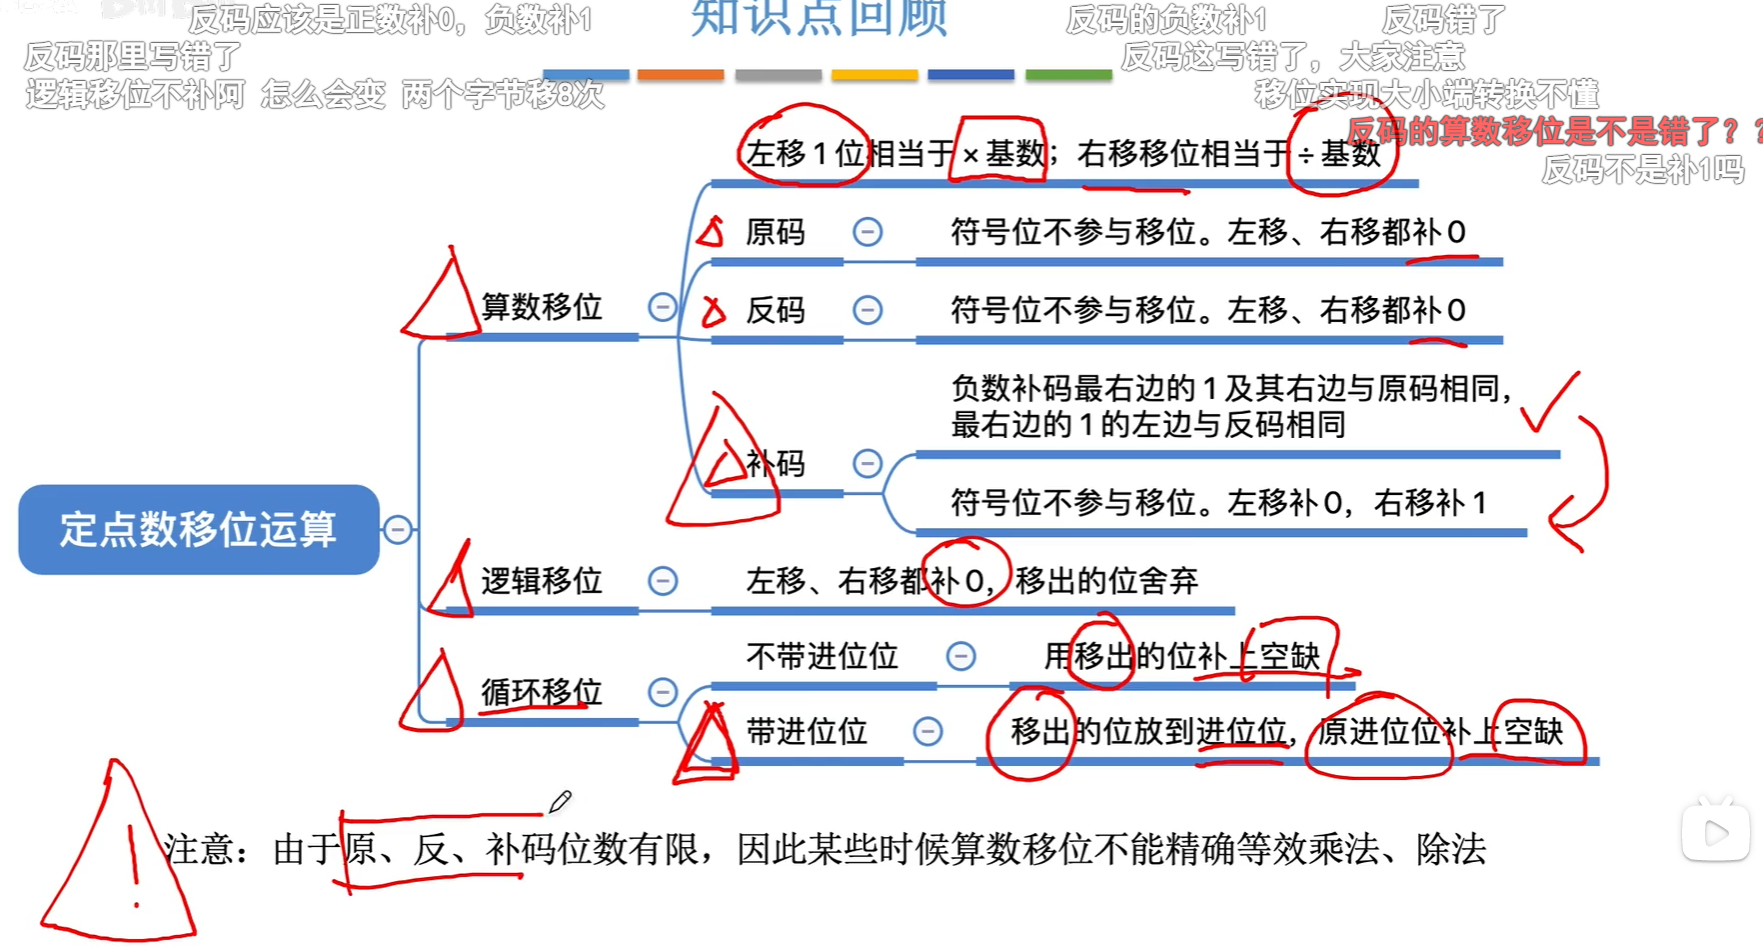 反码应该是正数补0，负数补1
知识点回顾
反码的负数补1
反码错了
反码那里写错了
反码这写错了，大家注意
逻辑移位不补阿 怎么会变 两个字节移8次
移位实现大小端转换不懂
反码的算数移位是不是错了？？
反码不是补1吗
左移1位相当于×基数；右移移位相当于÷基数
原码
符号位不参与移位。左移、右移都补0
算数移位
反码
符号位不参与移位。左移、右移都补0
负数补码最右边的1及其右边与原码相同，
最右边的1的左边与反码相同
补码
符号位不参与移位。左移补0，右移补1
定点数移位运算
逻辑移位
左移、右移都补0，移出的位舍弃
不带进位位
用移出的位补上空缺
循环移位
带进位位
移出的位放到进位位，原进位位补上空缺
注意：由于原、反、补码位数有限，因此某些时候算数移位不能精确等效乘法、除法